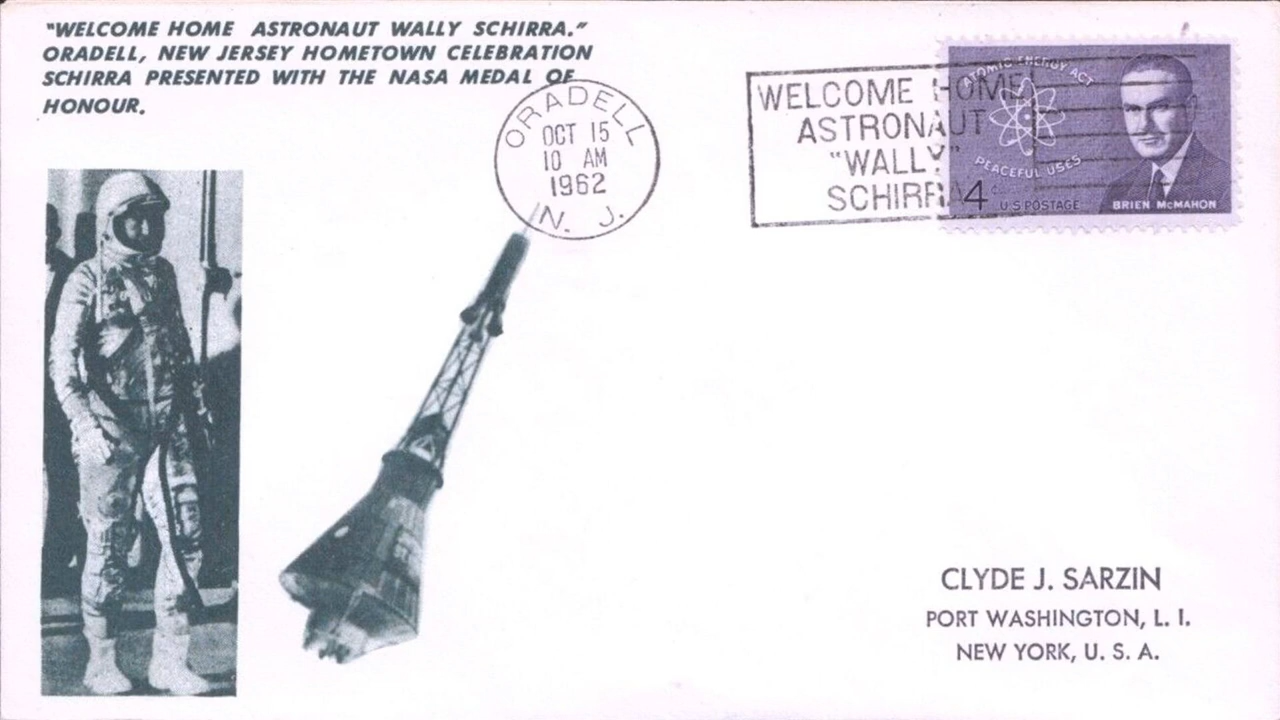 "WELCOME HOME ASTRONAUT WALLY SCHIRRA."
ORADELL, NEW JERSEY HOMETOWN CELEBRATION
SCHIRRA PRESENTED WITH THE NASA MEDAL OF
HONOUR.
ORADELL
OCT 15
10 AM
1962
N. J.
WELCOME HOME
ASTRONAUT
"WALLY"
SCHIRRA
ATOMIC ENERGY ACT
PEACEFUL USES
4¢ U.S. POSTAGE
BRIEN McMAHON
CLYDE J. SARZIN
PORT WASHINGTON, L. I.
NEW YORK, U. S. A.